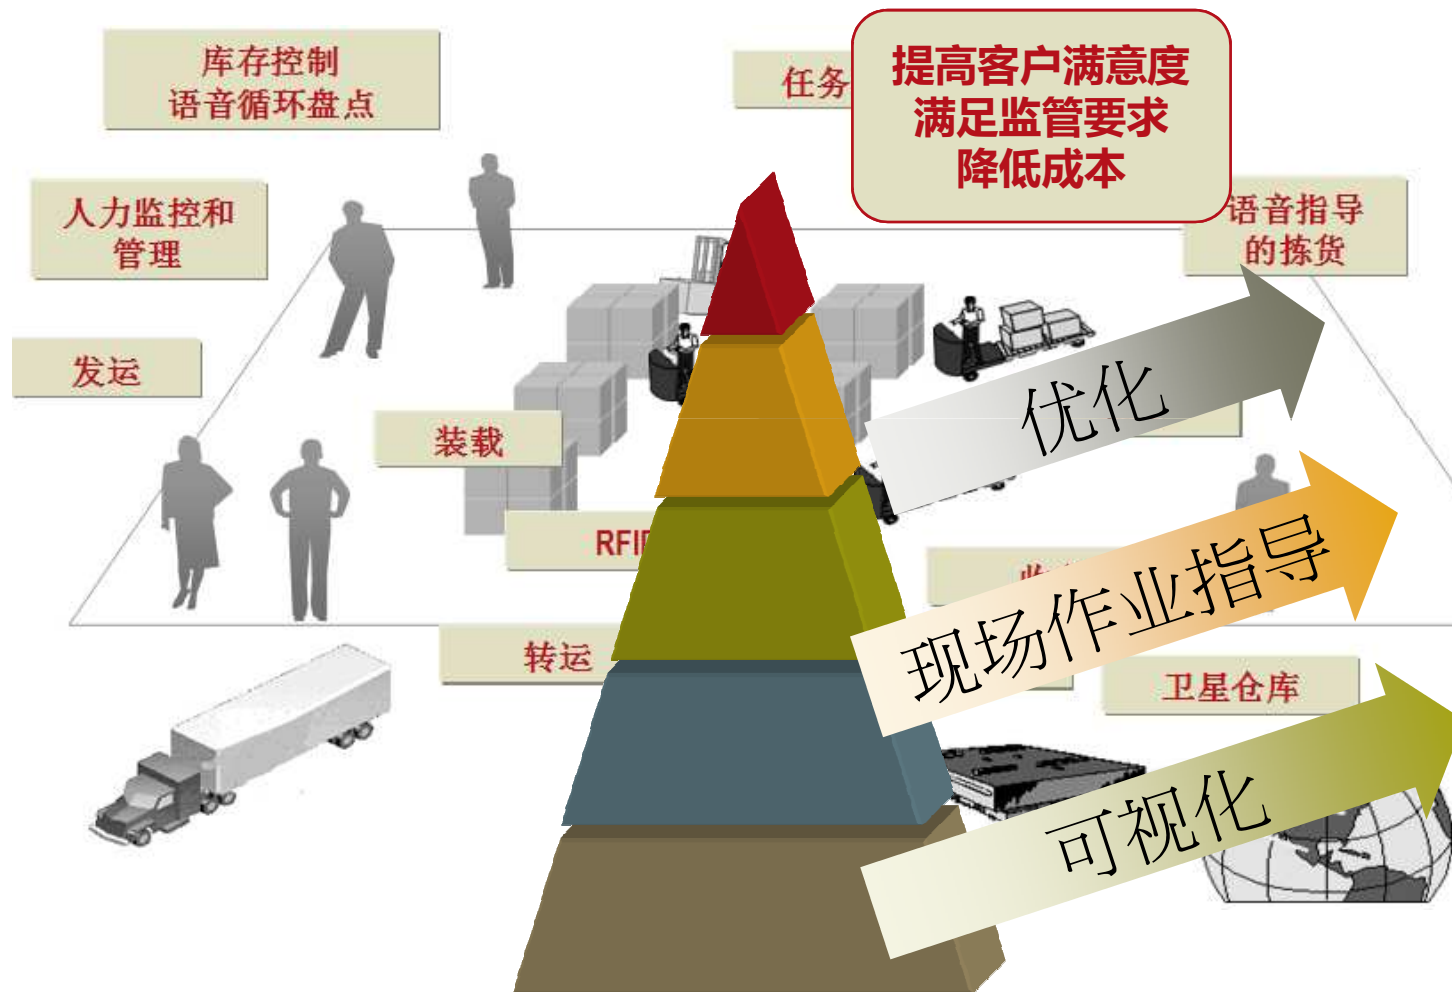 库存控制
语音循环盘点
任务
提高客户满意度
满足监管要求
降低成本
人力监控和
管理
语音指导
的拣货
发运
优化
装载
RFID
现场作业指导
转运
卫星仓库
可视化